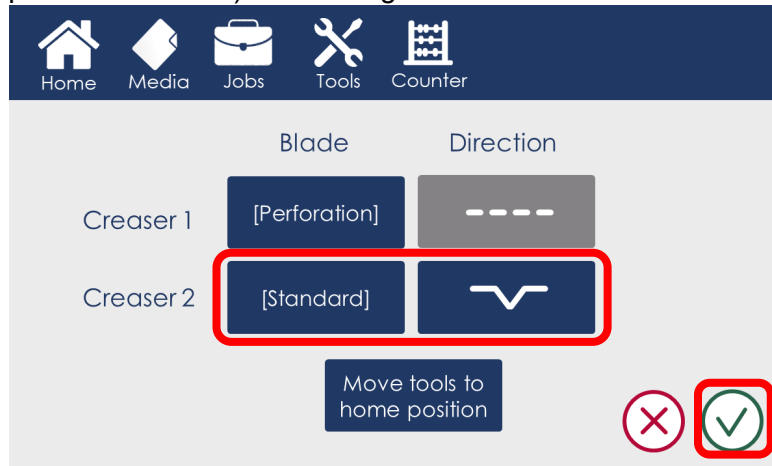 Home Media Jobs Tools Counter
Blade Direction
Creaser 1 [Perforation]
Creaser 2 [Standard]
Move tools to
home position